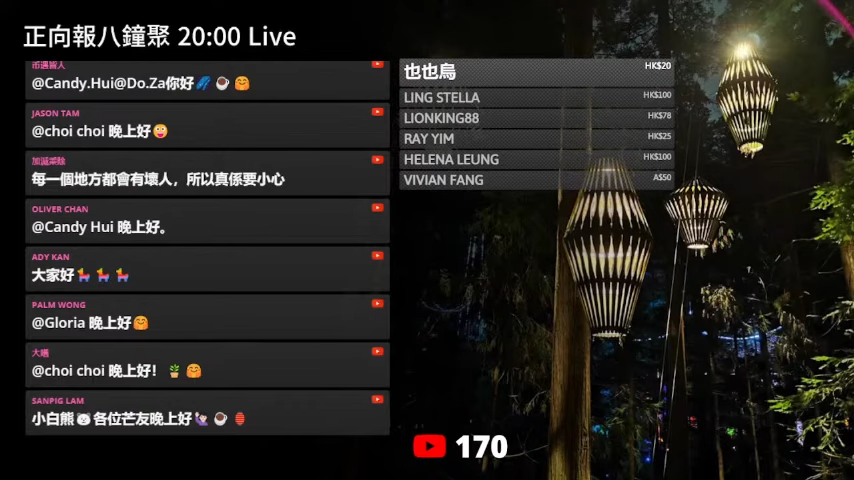 正向報八鐘聚 20:00 Live
@Candy.Hui@Do.Za你好
JASON TAM
@choi choi 晚上好
加減乘除
每一個地方都會有壞人，所以真係要小心
OLIVER CHAN
@Candy Hui 晚上好。
ADY KAN
大家好
PALM WONG
@Gloria 晚上好
@choi choi 晚上好！
SANPIG LAM
小白熊🐻‍❄️各位芒友晚上好
也也烏 HK$20
LING STELLA HK$100
LIONKING88 HK$78
RAY YIM HK$25
HELENA LEUNG HK$100
VIVIAN FANG A$50
170